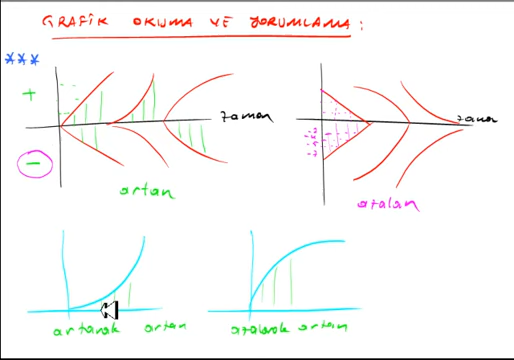 GRAFİK OKUMA VE YORUMLAMA:
***
+ zaman zaman
-
artan azalan
artarak artan azalarak artan